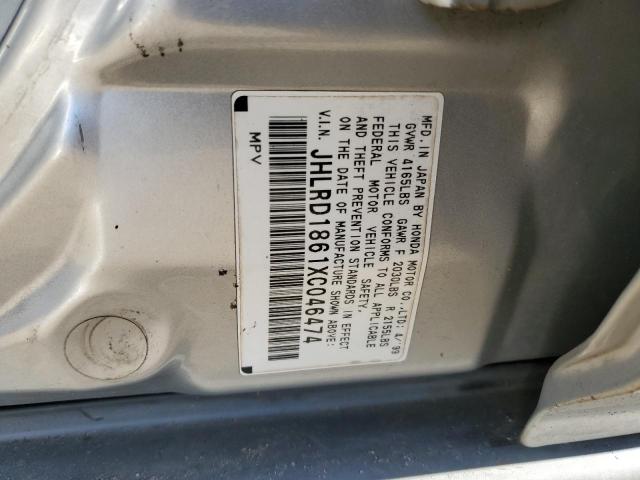 MFD. IN JAPAN BY HONDA MOTOR CO.,LTD: 4/'99
GVWR 4165LBS GAWR F 2030LBS R 2155LBS
THIS VEHICLE CONFORMS TO ALL APPLICABLE
FEDERAL MOTOR VEHICLE SAFETY,
AND THEFT PREVENTION STANDARDS IN EFFECT
ON THE DATE OF MANUFACTURE SHOWN ABOVE:
V.I.N. JHLRD1861XC046474
MPV